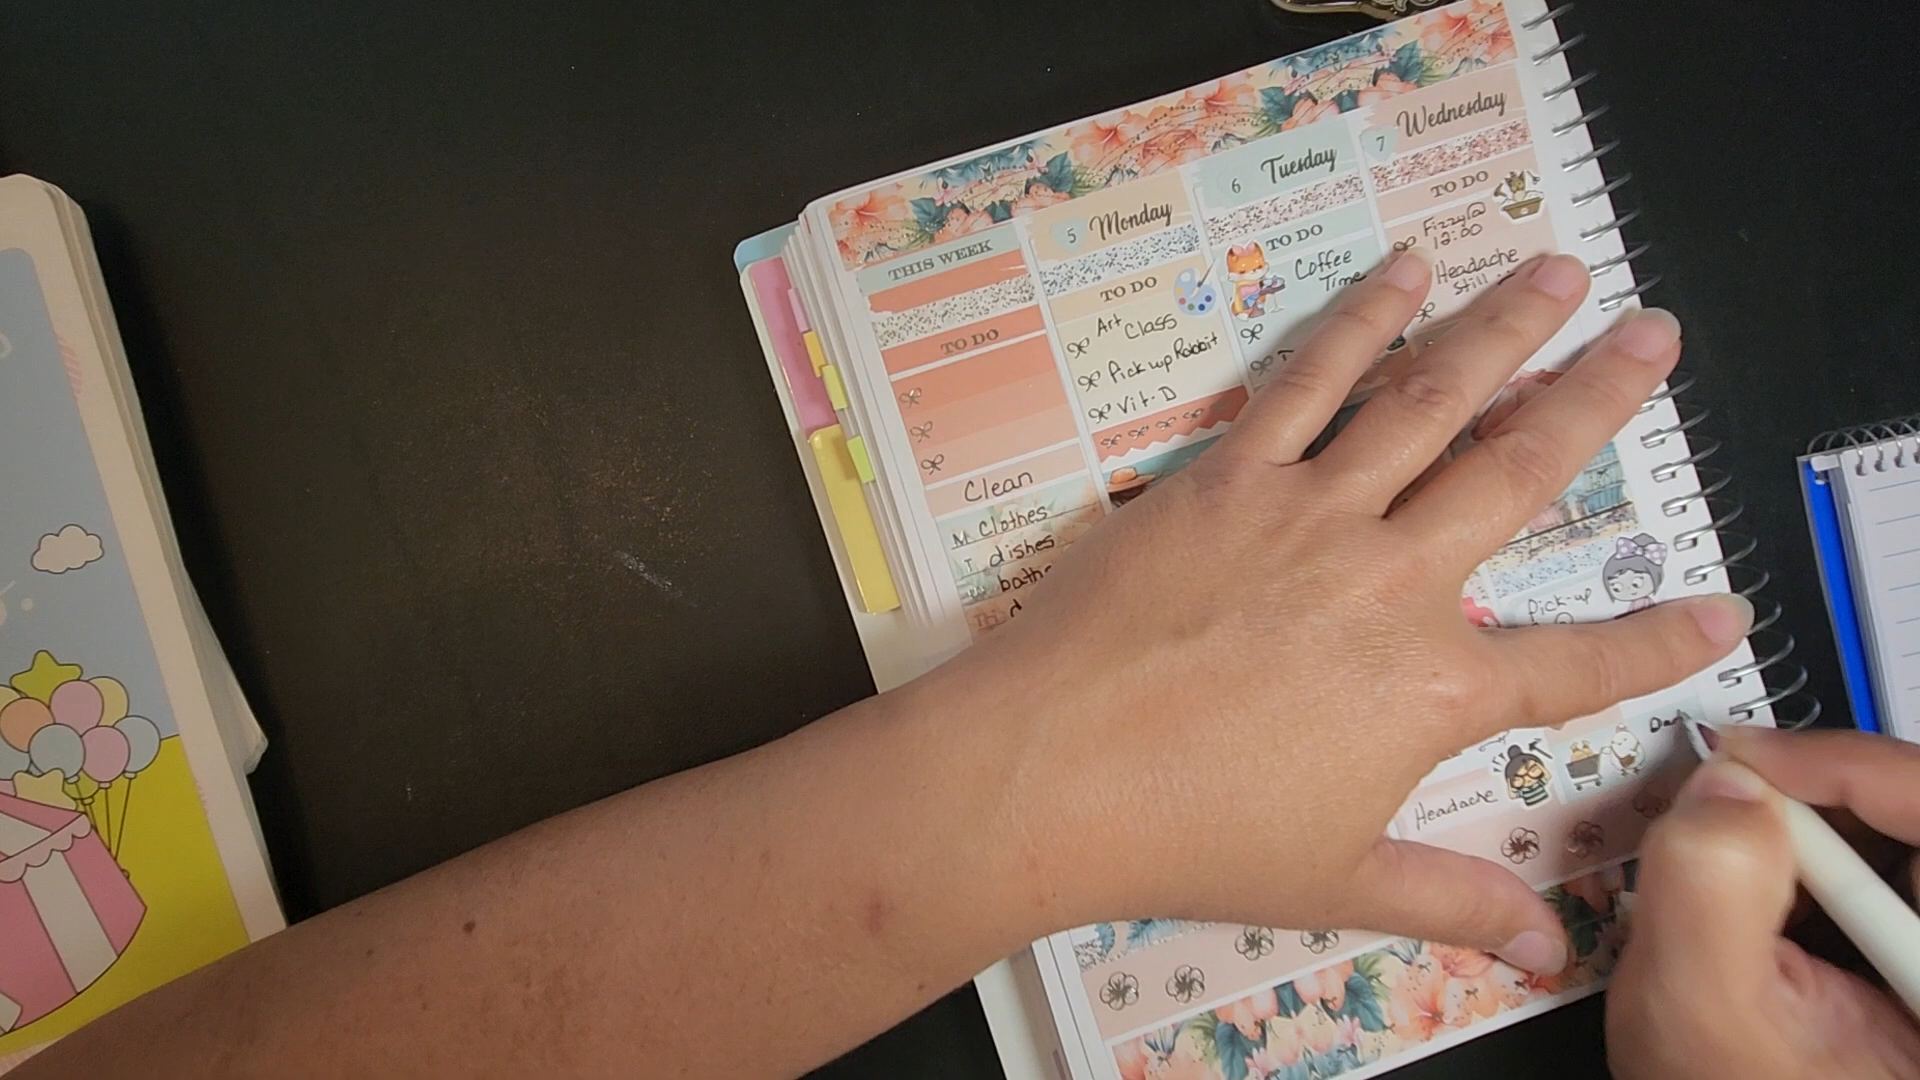 THIS WEEK
TO DO
Clean
M Clothes
T dishes
W
5 Monday
TO DO
Art Class
Pick up Rabbit
Vit-D
6 Tuesday
TO DO
Coffee
Time
7 Wednesday
TO DO
Fizzy@
12:00
Headache
Still
Pick-up
Headache